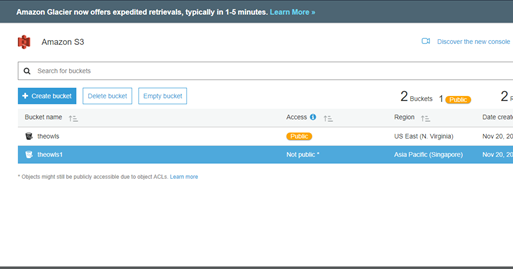 Amazon Glacier now offers expedited retrievals, typically in 1-5 minutes. Learn More »
Amazon S3
Discover the new console
Search for buckets
+ Create bucket Delete bucket Empty bucket 2 Buckets 1 Public 2
Bucket name Access Region Date create
theowls Public US East (N. Virginia) Nov 20, 20
theowls1 Not public * Asia Pacific (Singapore) Nov 20, 20
* Objects might still be publicly accessible due to object ACLs. Learn more